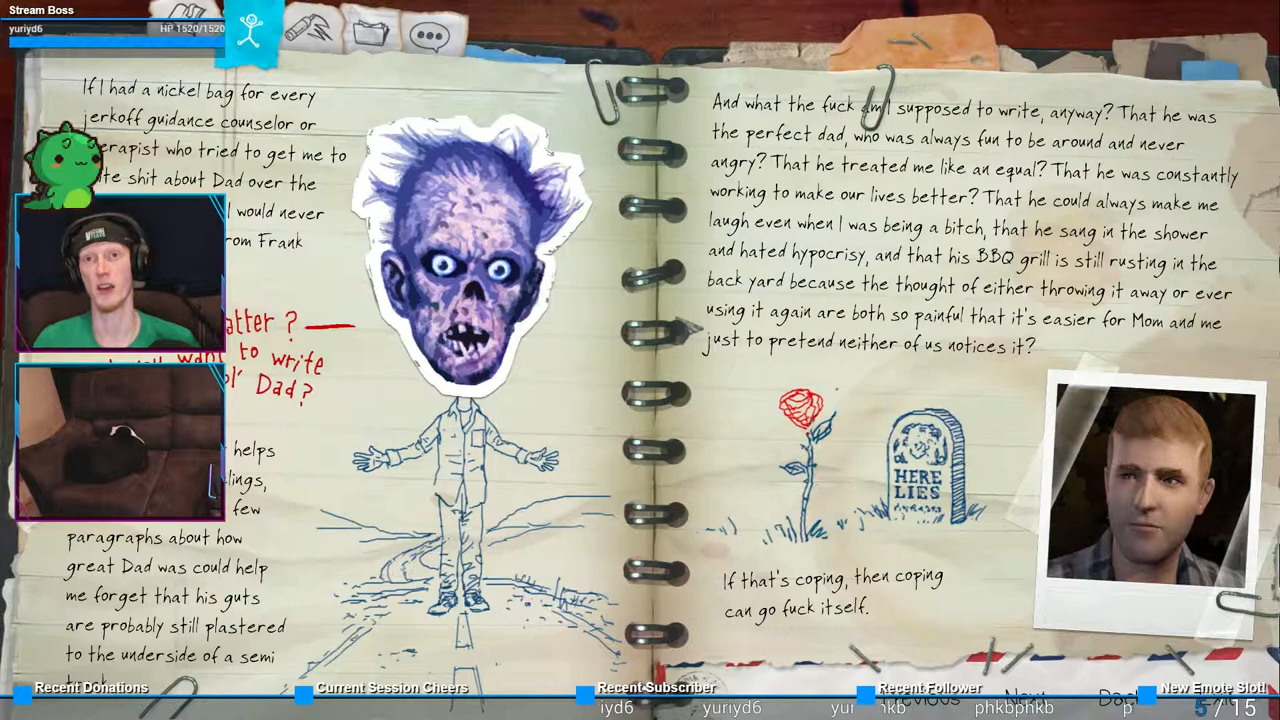 Stream Boss
yuriyd6
HP 1520/1520
If I had a nickel bag for every
jerkoff guidance counselor or
erapist who tried to get me to
te shit about Dad over the
I would never
rom Frank
atter ? —
want to write
ol' Dad?
helps
lings,
few
paragraphs about how
great Dad was could help
me forget that his guts
are probably still plastered
to the underside of a semi
And what the fuck am I supposed to write, anyway? That he was
the perfect dad, who was always fun to be around and never
angry? That he treated me like an equal? That he was constantly
working to make our lives better? That he could always make me
laugh even when I was being a bitch, that he sang in the shower
and hated hypocrisy, and that his BBQ grill is still rusting in the
back yard because the thought of either throwing it away or ever
using it again are both so painful that it's easier for Mom and me
just to pretend neither of us notices it?
HERE
LIES
If that's coping, then coping
can go fuck itself.
Previous Next Back
Recent Donations
Current Session Cheers
Recent Subscriber
Recent Follower
New Emote Slot!
iyd6 yuriyd6 yur
nkb phkbphnkb p
5 / 15